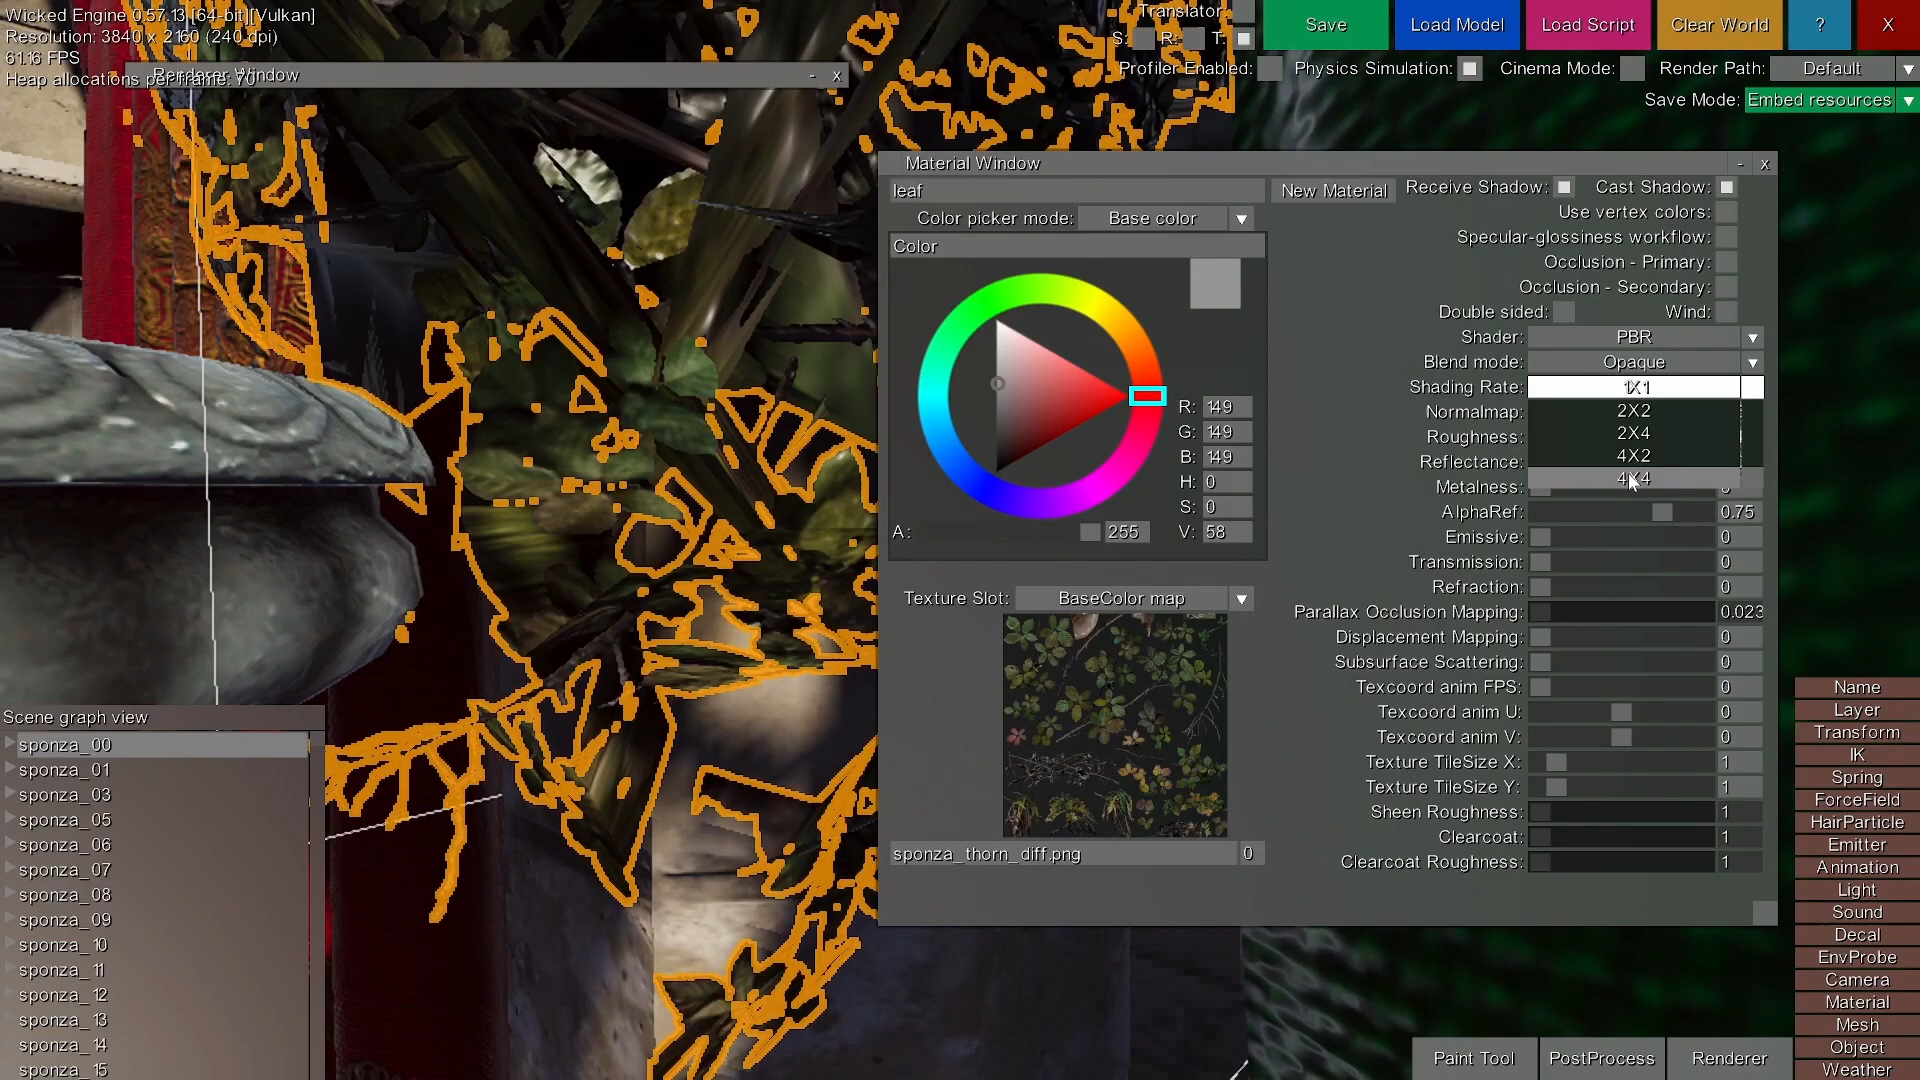 Wicked Engine 0.57.13 [64-bit][Vulkan]
Resolution: 3840 x 2160 (240 dpi)
61.16 FPS
Heap allocations per frame: 70
Renderer Window
- x
Translator:
S: R: T:
Save
Load Model
Load Script
Clear World
?
X
Profiler Enabled:
Physics Simulation:
Cinema Mode:
Render Path: Default
Save Mode: Embed resources
Material Window
- x
leaf
New Material
Receive Shadow:
Cast Shadow:
Color picker mode: Base color
Use vertex colors:
Color
Specular-glossiness workflow:
Occlusion - Primary:
Occlusion - Secondary:
Double sided:
Wind:
Shader: PBR
Blend mode: Opaque
Shading Rate: 1X1
Normalmap: 2X2
Roughness: 2X4
4X2
Reflectance:
4X4
Metalness: 0
AlphaRef: 0.75
Emissive: 0
Transmission: 0
Refraction: 0
Parallax Occlusion Mapping: 0.023
Displacement Mapping: 0
Subsurface Scattering: 0
Texcoord anim FPS: 0
Texcoord anim U: 0
Texcoord anim V: 0
Texture TileSize X: 1
Texture TileSize Y: 1
Sheen Roughness: 1
Clearcoat: 1
Clearcoat Roughness: 1
R: 149
G: 149
B: 149
H: 0
S: 0
A: 255
V: 58
Texture Slot: BaseColor map
sponza_thorn_diff.png 0
Scene graph view
sponza_00
sponza_01
sponza_03
sponza_05
sponza_06
sponza_07
sponza_08
sponza_09
sponza_10
sponza_11
sponza_12
sponza_13
sponza_14
sponza_15
Name
Layer
Transform
IK
Spring
ForceField
HairParticle
Emitter
Animation
Light
Sound
Decal
EnvProbe
Camera
Material
Mesh
Object
Weather
Paint Tool
PostProcess
Renderer